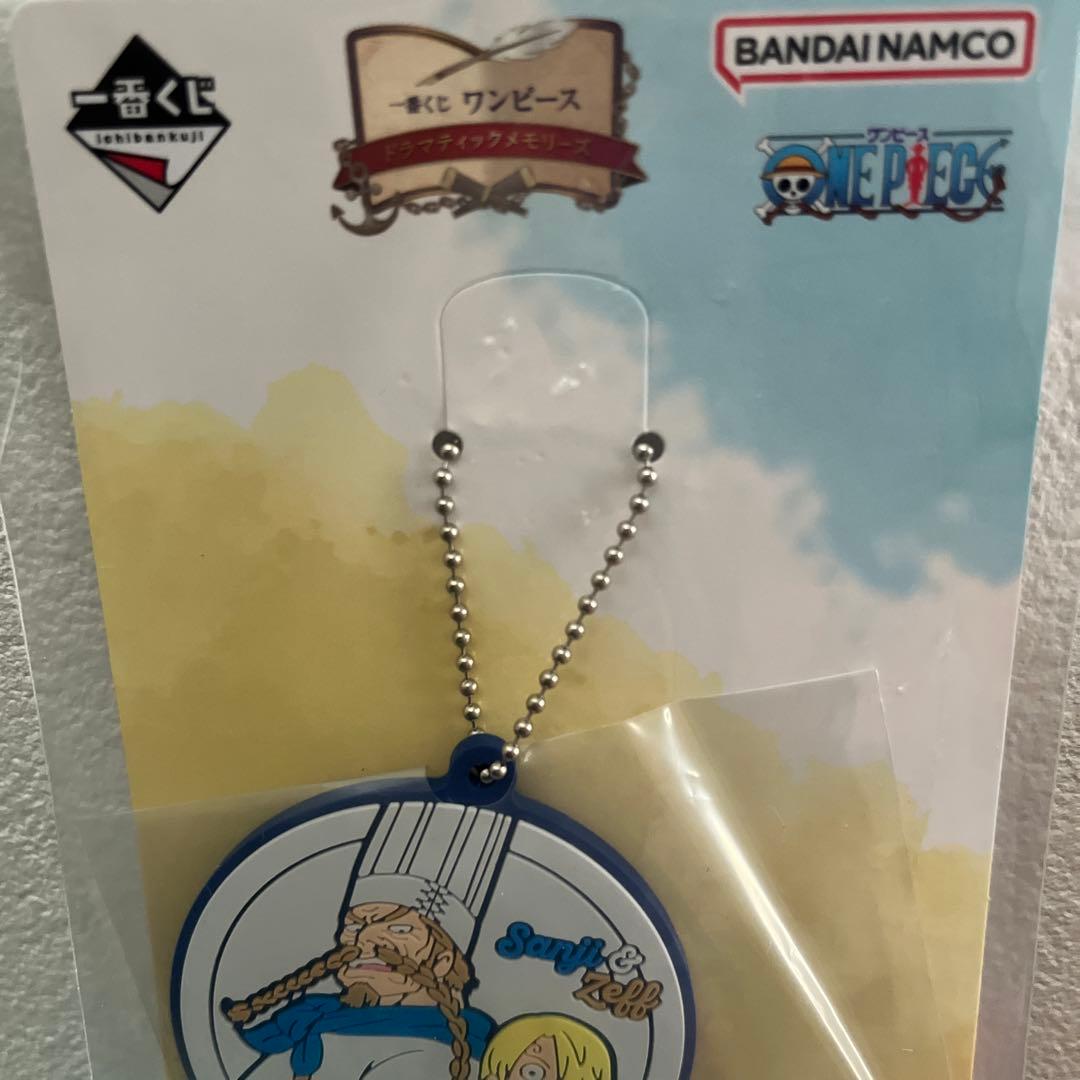 一番くじ
ichibankuji
一番くじ ワンピース
ドラマティックメモリーズ
BANDAI NAMCO
ワンピース
ONE PIECE
Sanji &
Zeff